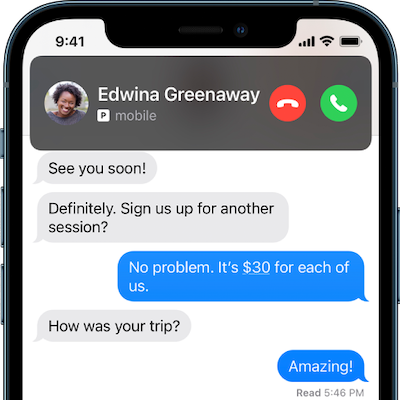 9:41
Edwina Greenaway
P mobile
See you soon!
Definitely. Sign us up for another
session?
No problem. It's $30 for each of
us.
How was your trip?
Amazing!
Read 5:46 PM